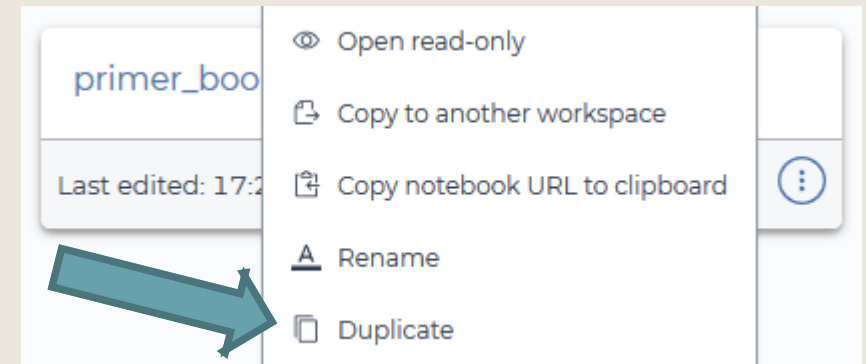 Open read-only
primer_boo
Copy to another workspace
Last edited: 17:2
Copy notebook URL to clipboard
Rename
Duplicate